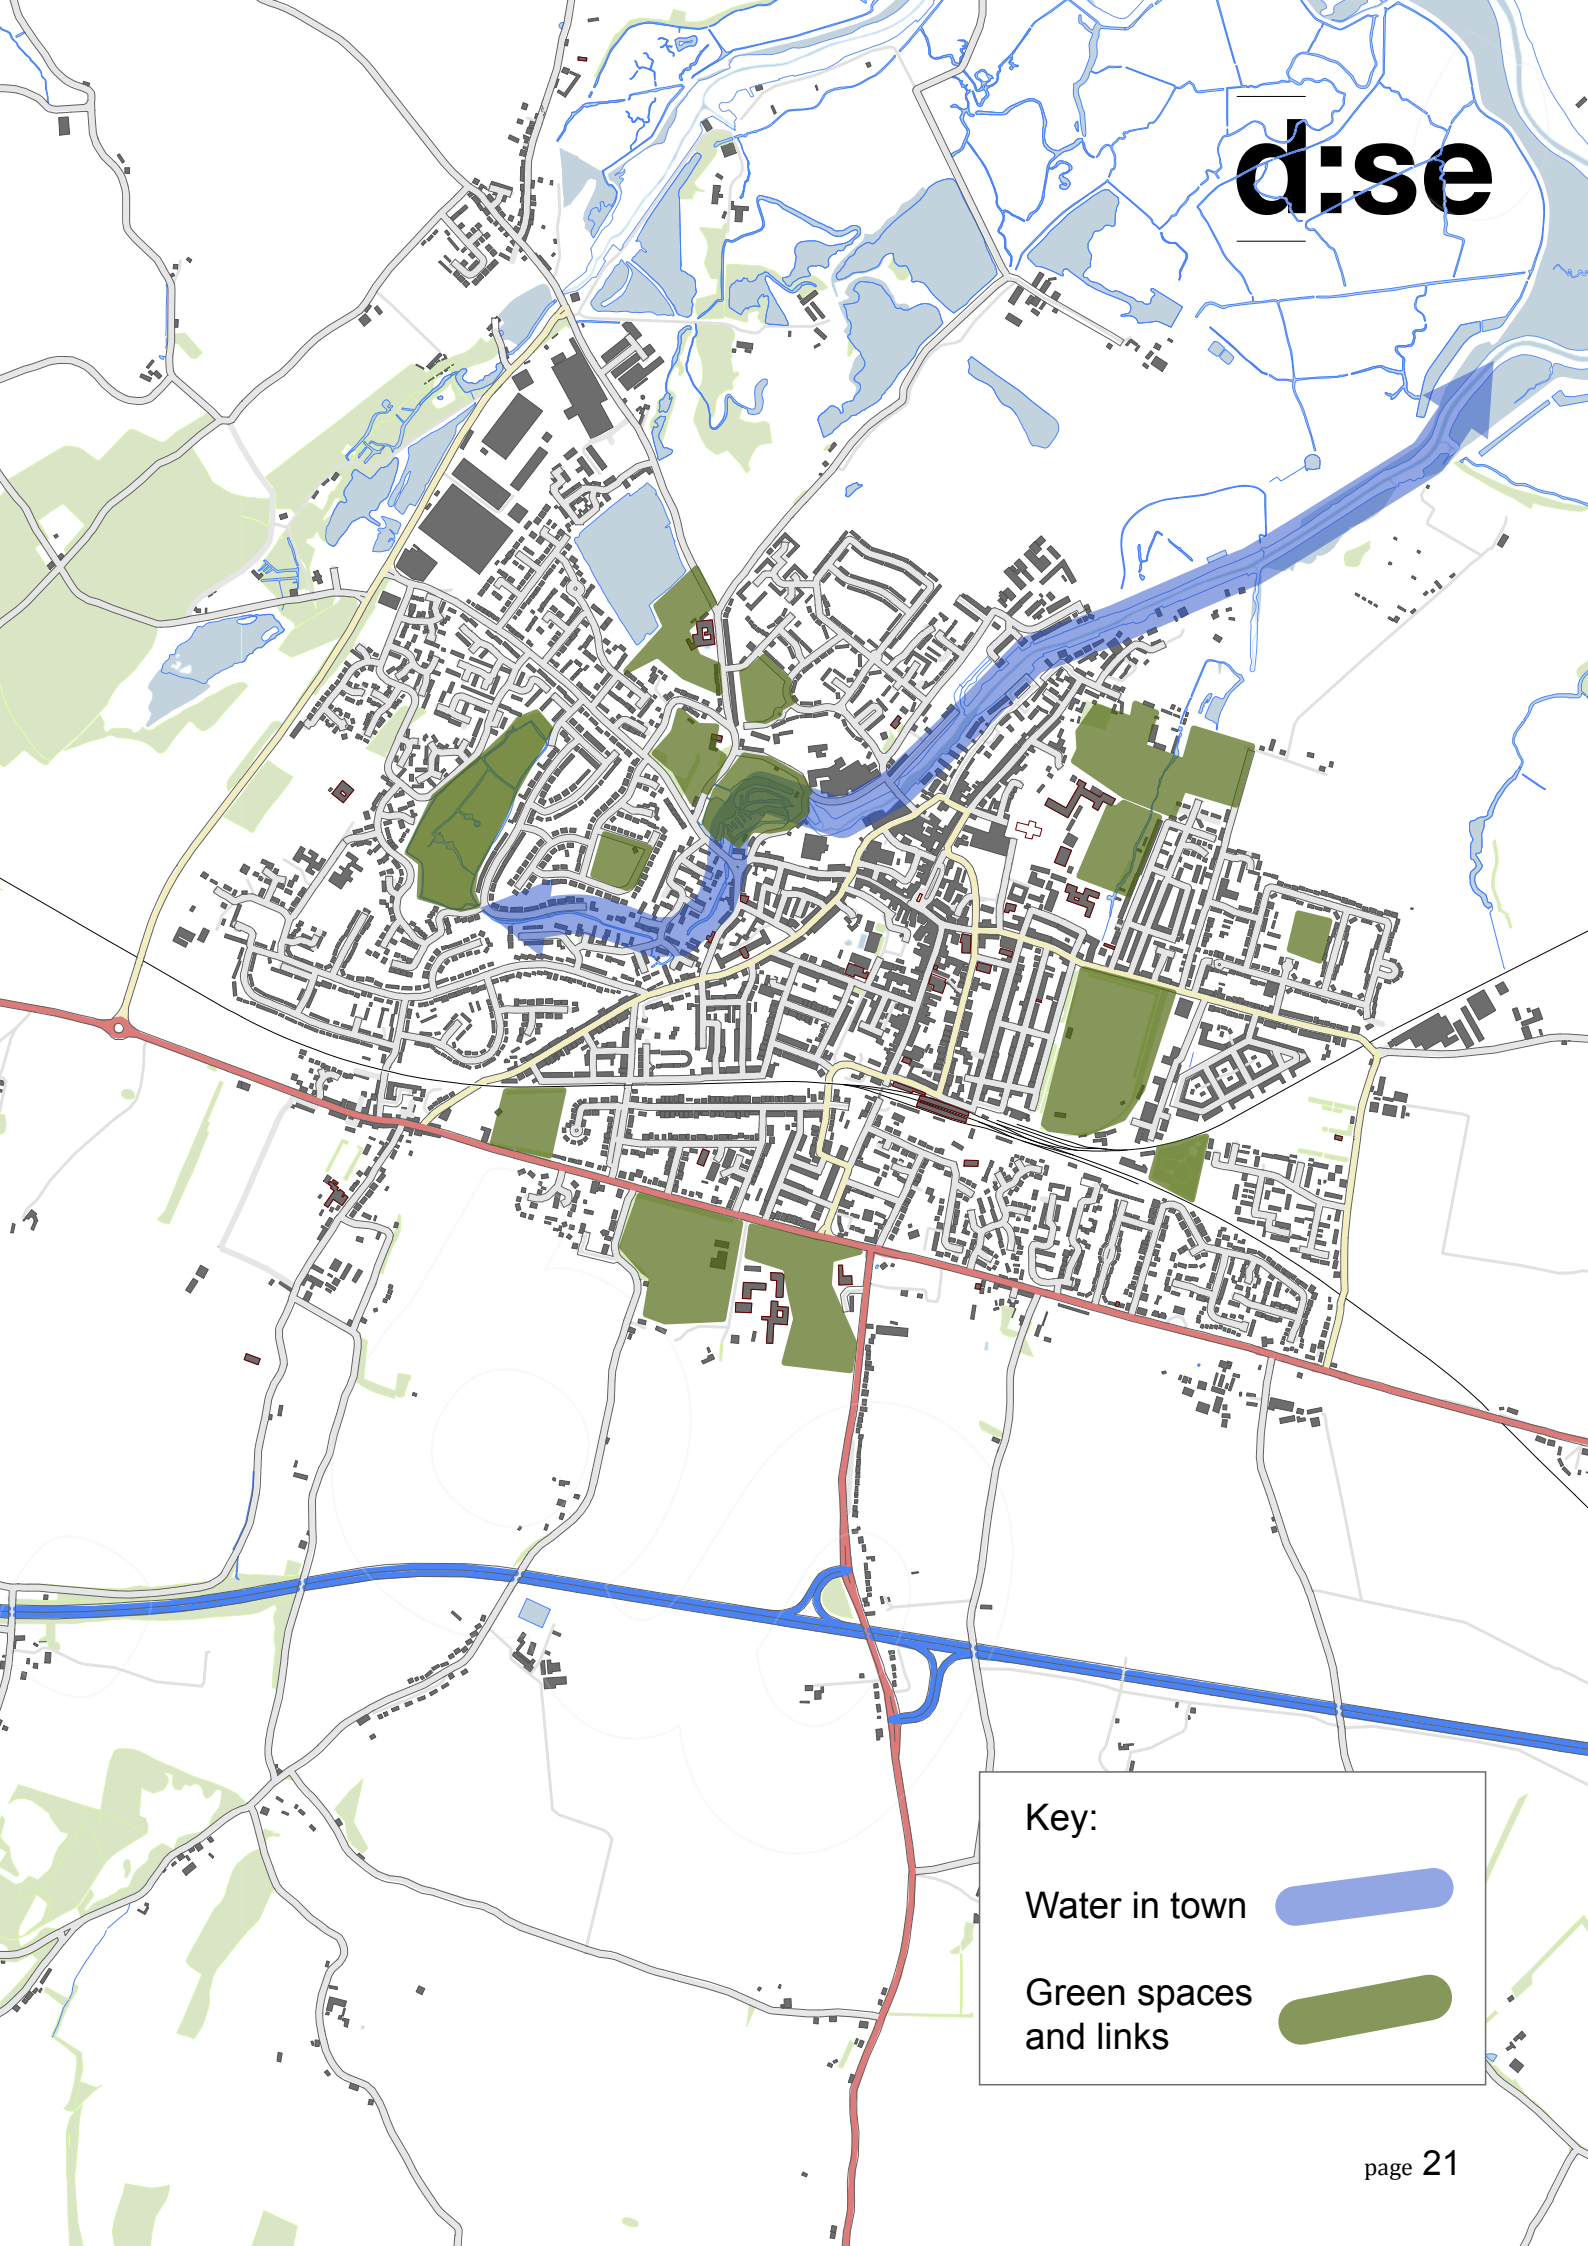 d:se
Key:
Water in town
Green spaces
and links
page 21